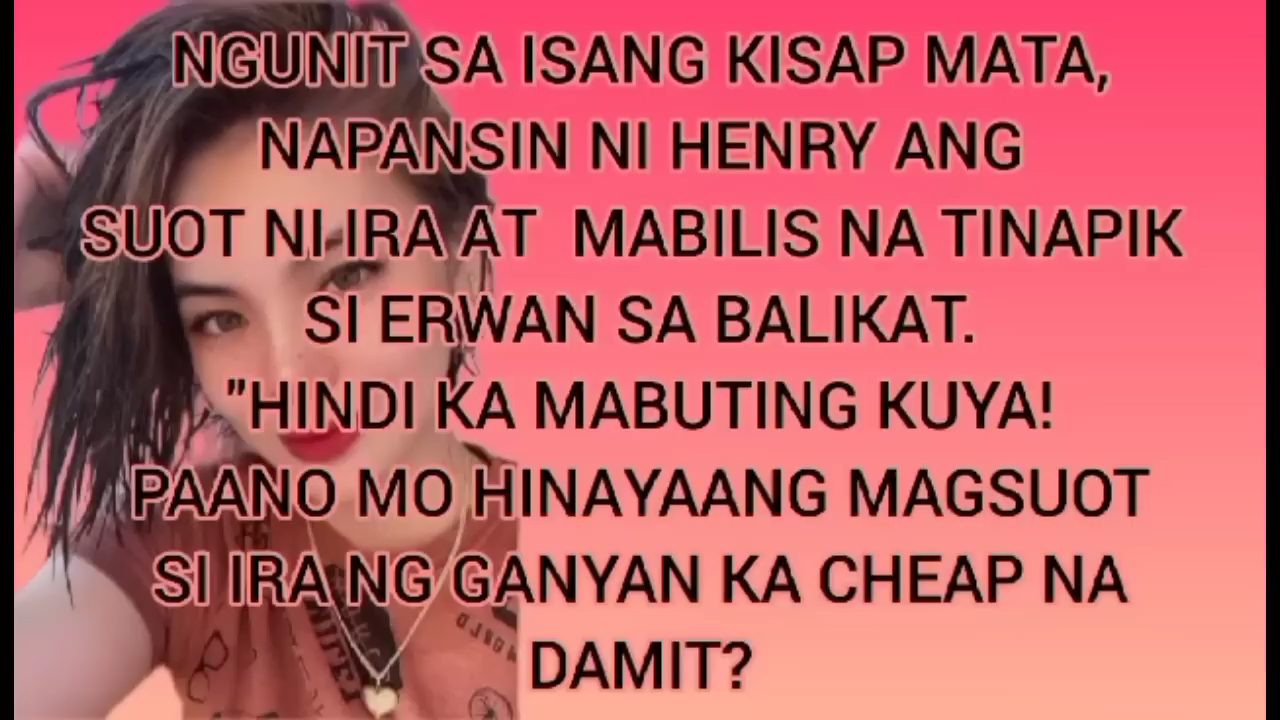 NGUNIT SA ISANG KISAP MATA,
NAPANSIN NI HENRY ANG
SUOT NI IRA AT MABILIS NA TINAPIK
SI ERWAN SA BALIKAT.
"HINDI KA MABUTING KUYA!
PAANO MO HINAYAANG MAGSUOT
SI IRA NG GANYAN KA CHEAP NA
DAMIT?